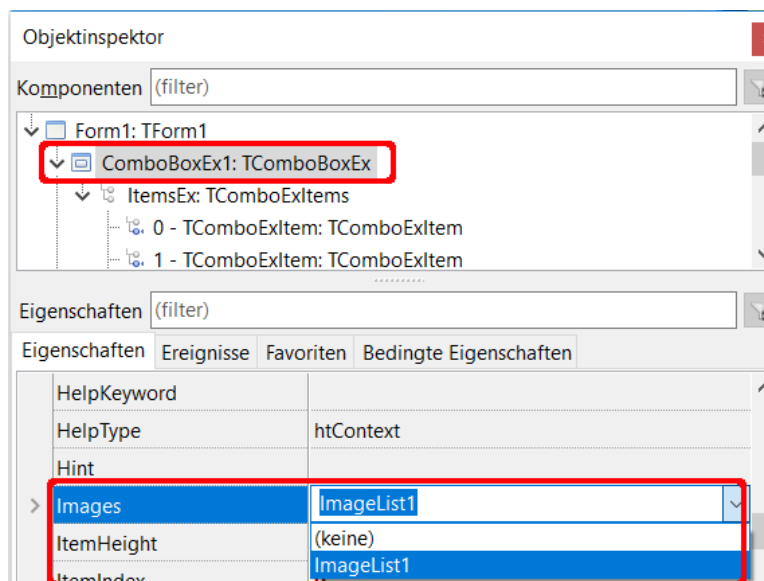 Objektinspektor
Komponenten (filter)
Form1: TForm1
ComboBoxEx1: TComboBoxEx
ItemsEx: TComboExItems
0 - TComboExItem: TComboExItem
1 - TComboExItem: TComboExItem
Eigenschaften (filter)
Eigenschaften Ereignisse Favoriten Bedingte Eigenschaften
HelpKeyword
HelpType htContext
Hint
Images ImageList1
(keine)
ItemHeight ImageList1
ItemIndex